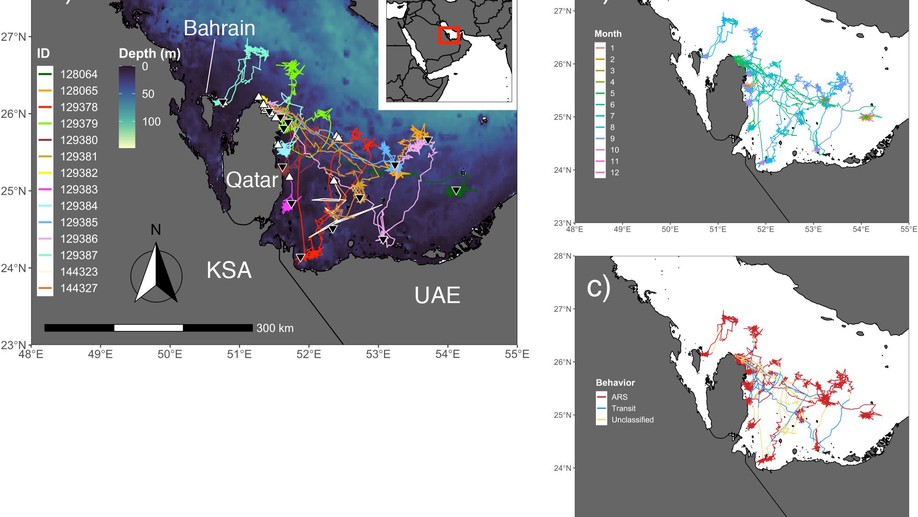 27°N
26°N
25°N
24°N
23°N
48°E
49°E
50°E
51°E
52°E
53°E
54°E
55°E
ID
128064
128065
129378
129379
129380
129381
129382
129383
129384
129385
129386
129387
144323
144327
Depth (m)
0
50
100
Bahrain
Qatar
KSA
UAE
N
300 km
27°N
26°N
25°N
24°N
23°N
48°E
49°E
50°E
51°E
52°E
53°E
54°E
55°E
Month
1
2
3
4
5
6
7
8
9
10
11
12
28°N
27°N
26°N
25°N
24°N
c)
Behavior
ARS
Transit
Unclassified